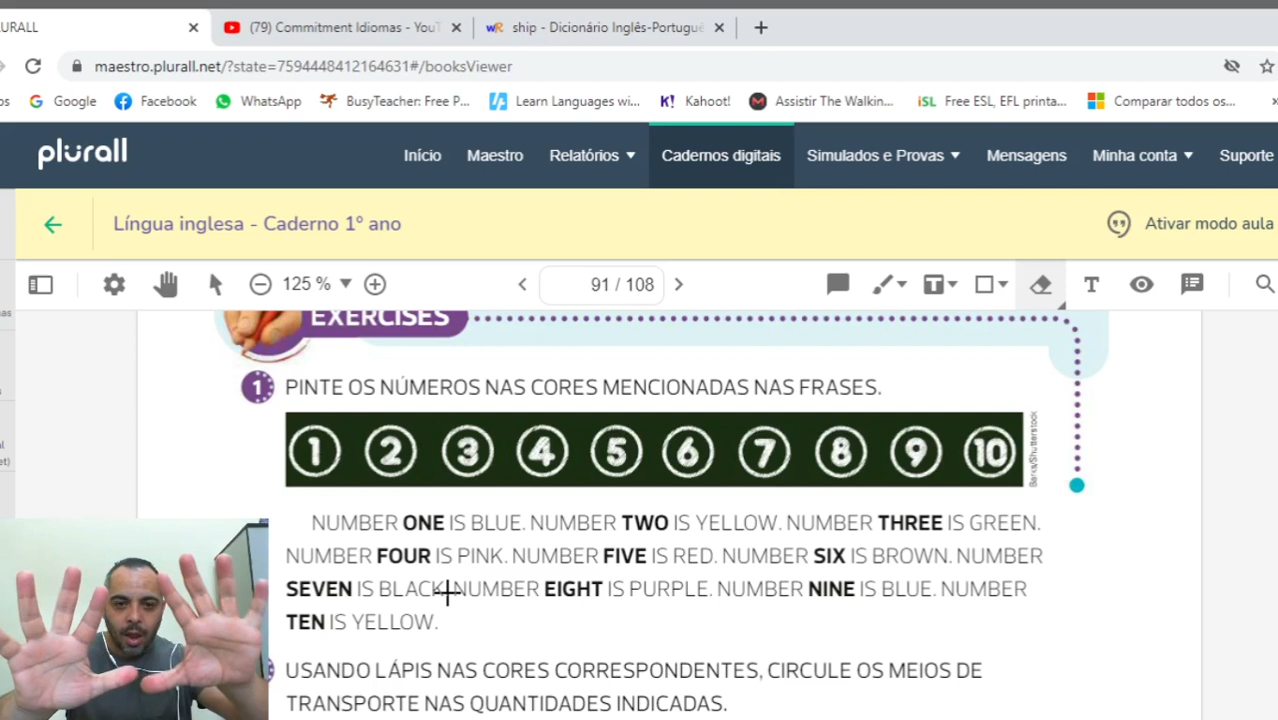 (79) Commitment Idiomas - YouT
ship - Dicionário Inglês-Portuguê
maestro.plurall.net/?state=7594448412164631#/booksViewer
Google Facebook WhatsApp BusyTeacher: Free P... Learn Languages wi... Kahoot! Assistir The Walkin... iSL Free ESL, EFL printa... Comparar todos os...
plurall Início Maestro Relatórios Cadernos digitais Simulados e Provas Mensagens Minha conta Suporte
Língua inglesa - Caderno 1º ano Ativar modo aula
125 % 91 / 108 T T
EXERCISES
1 PINTE OS NÚMEROS NAS CORES MENCIONADAS NAS FRASES.
1 2 3 4 5 6 7 8 9 10
NUMBER ONE IS BLUE. NUMBER TWO IS YELLOW. NUMBER THREE IS GREEN.
NUMBER FOUR IS PINK. NUMBER FIVE IS RED. NUMBER SIX IS BROWN. NUMBER
SEVEN IS BLACK. NUMBER EIGHT IS PURPLE. NUMBER NINE IS BLUE. NUMBER
TEN IS YELLOW.
USANDO LÁPIS NAS CORES CORRESPONDENTES, CIRCULE OS MEIOS DE
TRANSPORTE NAS QUANTIDADES INDICADAS.